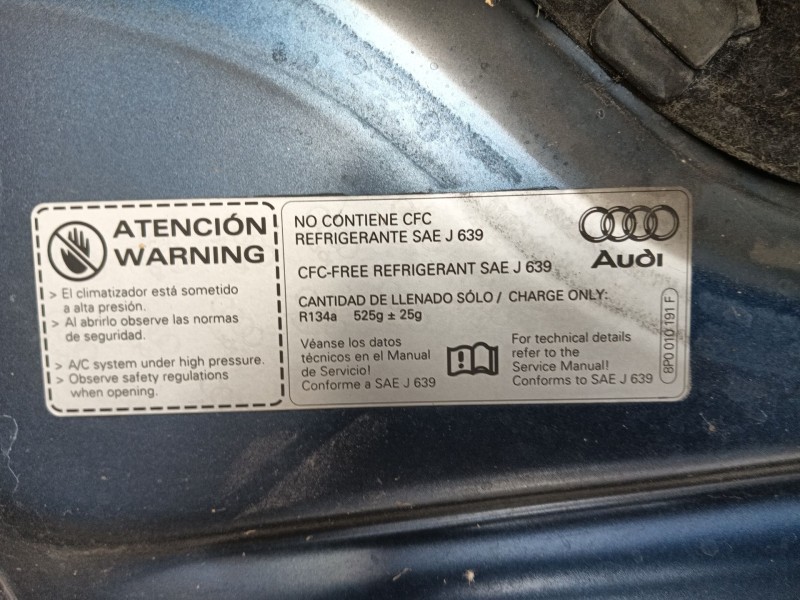 ATENCIÓN
WARNING
> El climatizador está sometido
a alta presión.
> Al abrirlo observe las normas
de seguridad.
> A/C system under high pressure.
> Observe safety regulations
when opening.
NO CONTIENE CFC
REFRIGERANTE SAE J 639
CFC-FREE REFRIGERANT SAE J 639
CANTIDAD DE LLENADO SÓLO / CHARGE ONLY:
R134a 525g ± 25g
Véanse los datos
técnicos en el Manual
de Servicio!
Conforme a SAE J 639
For technical details
refer to the
Service Manual!
Conforms to SAE J 639
Audi
8P0 010 191 F